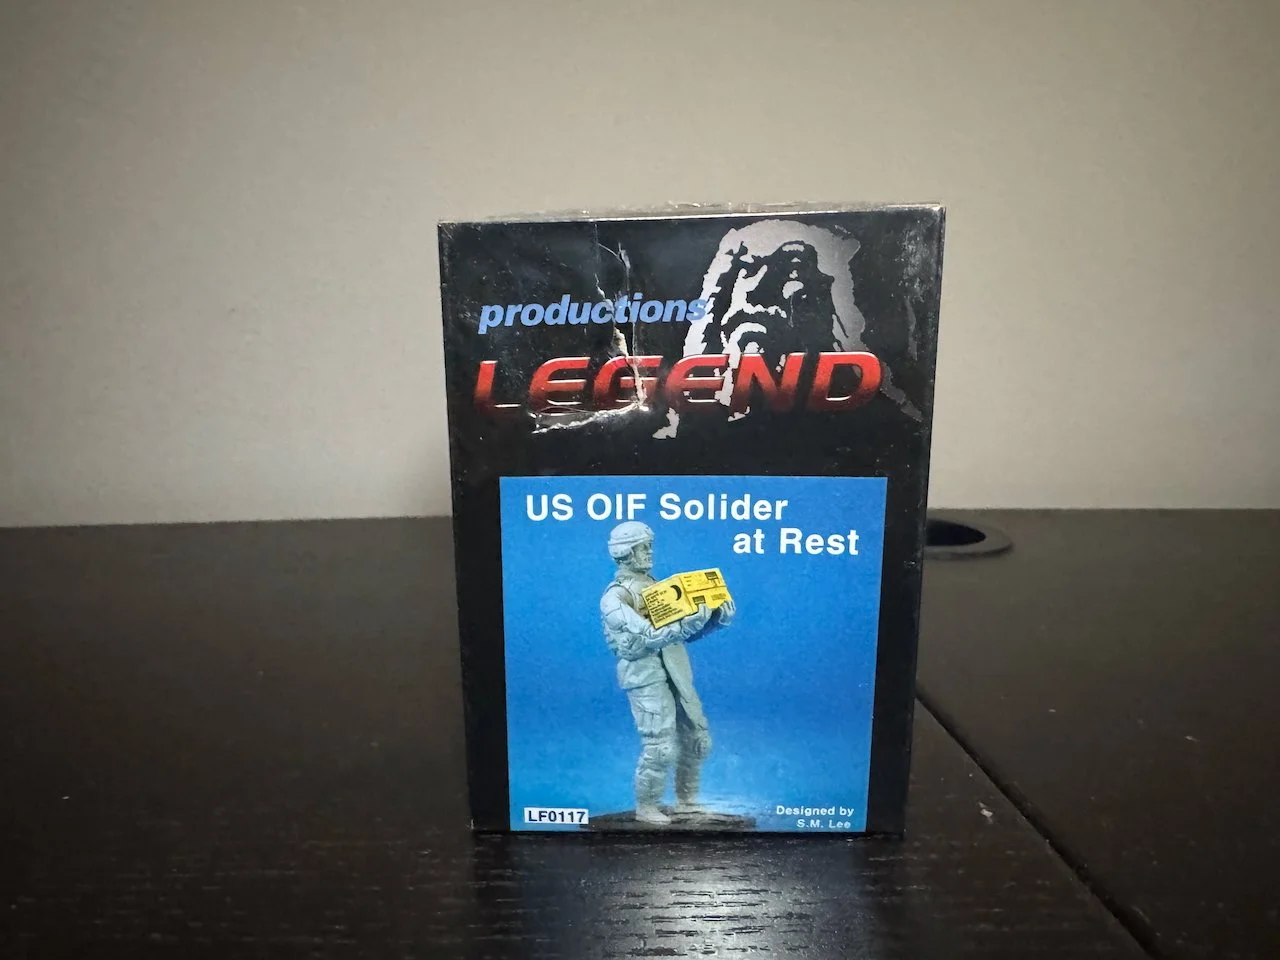 productions
LEGEND
US OIF Solider
at Rest
LF0117
Designed by
S.M. Lee